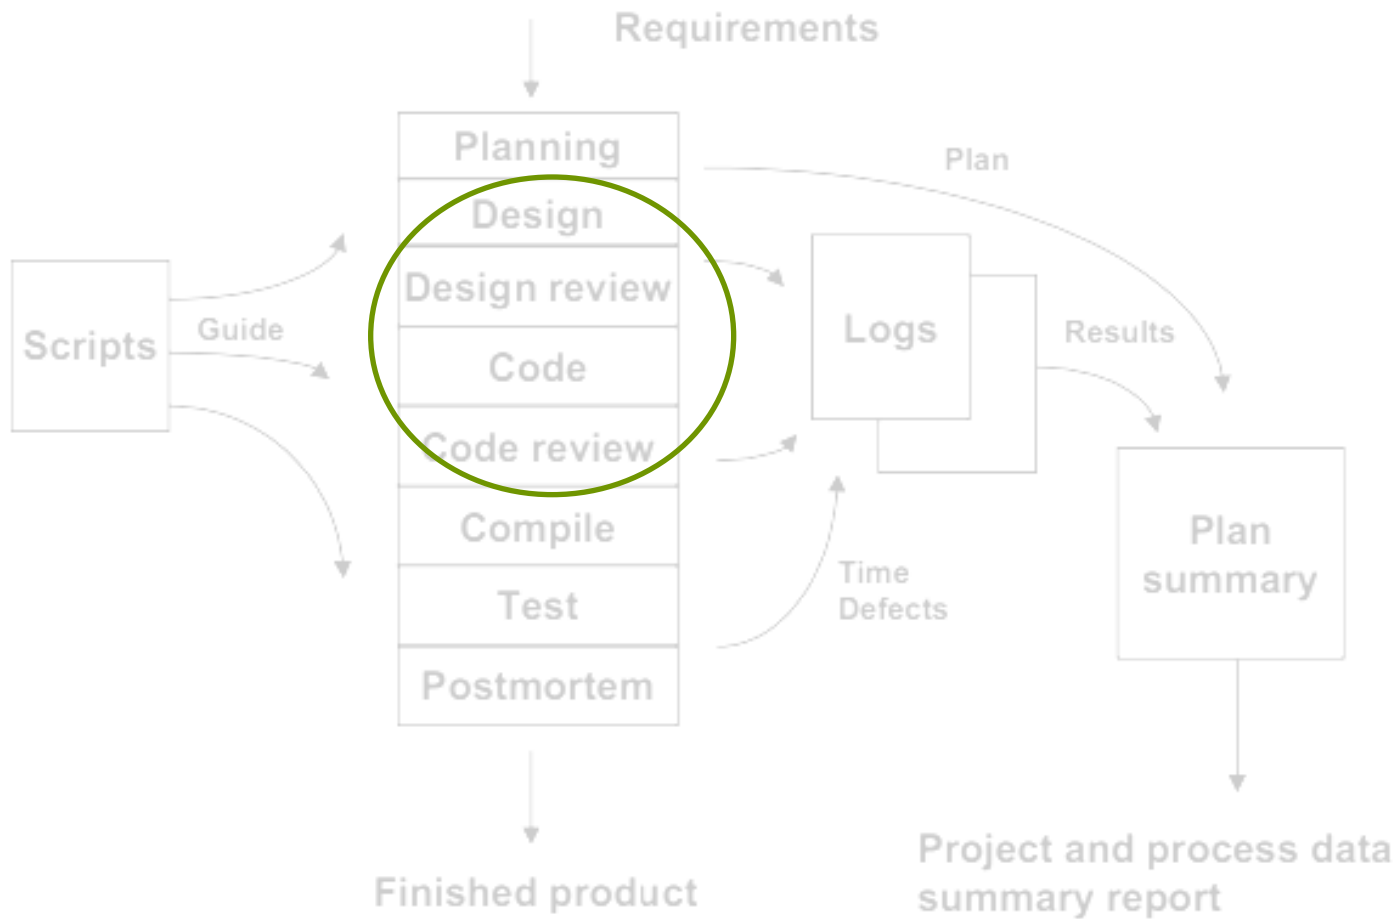 Requirements
Planning
Plan
Design
Design review
Scripts
Guide
Logs
Results
Code
Code review
Compile
Plan
summary
Time
Defects
Test
Postmortem
Finished product
Project and process data
summary report